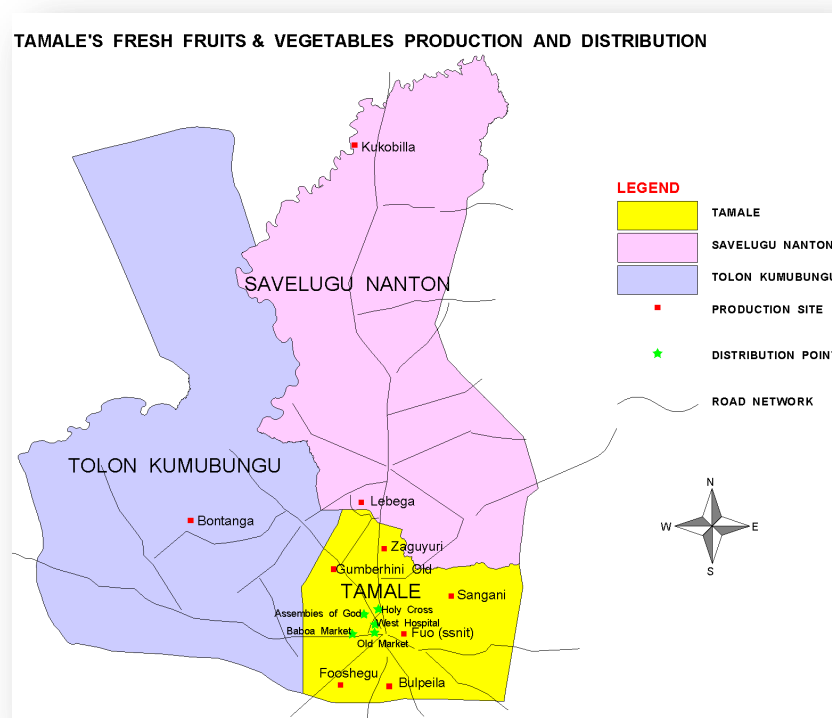 TAMALE'S FRESH FRUITS & VEGETABLES PRODUCTION AND DISTRIBUTION
Kukobilla
LEGEND
TAMALE
SAVELUGU NANTON
TOLON KUMUBUNGU
PRODUCTION SITE
DISTRIBUTION POINT
ROAD NETWORK
SAVELUGU NANTON
TOLON KUMUBUNGU
N
W
E
S
Lebega
Bontanga
Zaguyuri
Gumberhini Old
TAMALE
Sangani
Assemblies of God
Holy Cross
West Hospital
Baboa Market
Fuo (ssnit)
Old Market
Fooshegu
Bulpeila